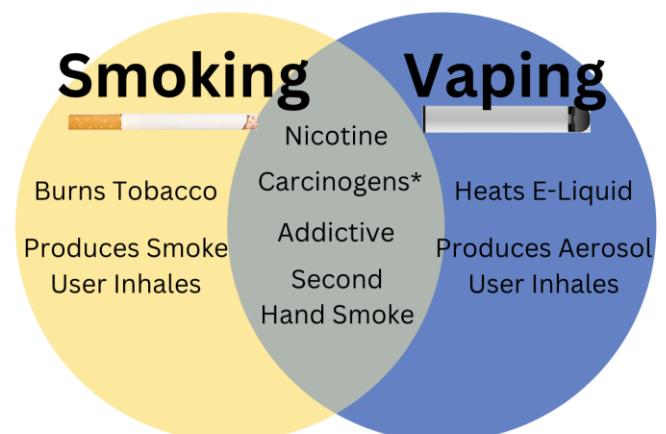 Smoking
Vaping
Nicotine
Carcinogens*
Addictive
Second
Hand Smoke
Burns Tobacco
Produces Smoke
User Inhales
Heats E-Liquid
Produces Aerosol
User Inhales